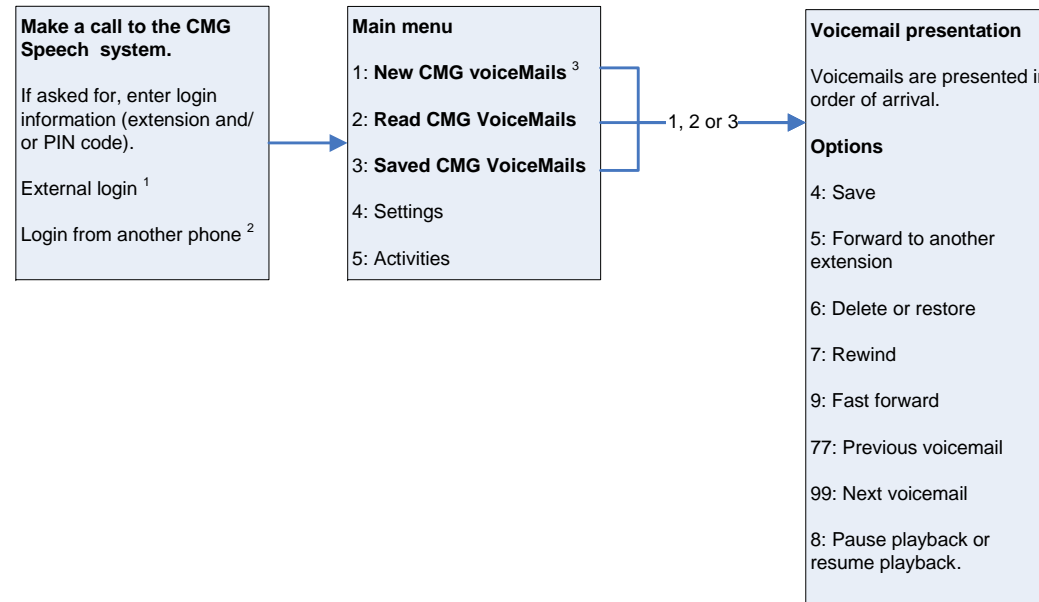 Make a call to the CMG
Speech system.
If asked for, enter login
information (extension and/
or PIN code).
External login 1
Login from another phone 2
Main menu
1: New CMG voiceMails 3
2: Read CMG VoiceMails
3: Saved CMG VoiceMails
4: Settings
5: Activities
1, 2 or 3
Voicemail presentation
Voicemails are presented in
order of arrival.
Options
4: Save
5: Forward to another
extension
6: Delete or restore
7: Rewind
9: Fast forward
77: Previous voicemail
99: Next voicemail
8: Pause playback or
resume playback.